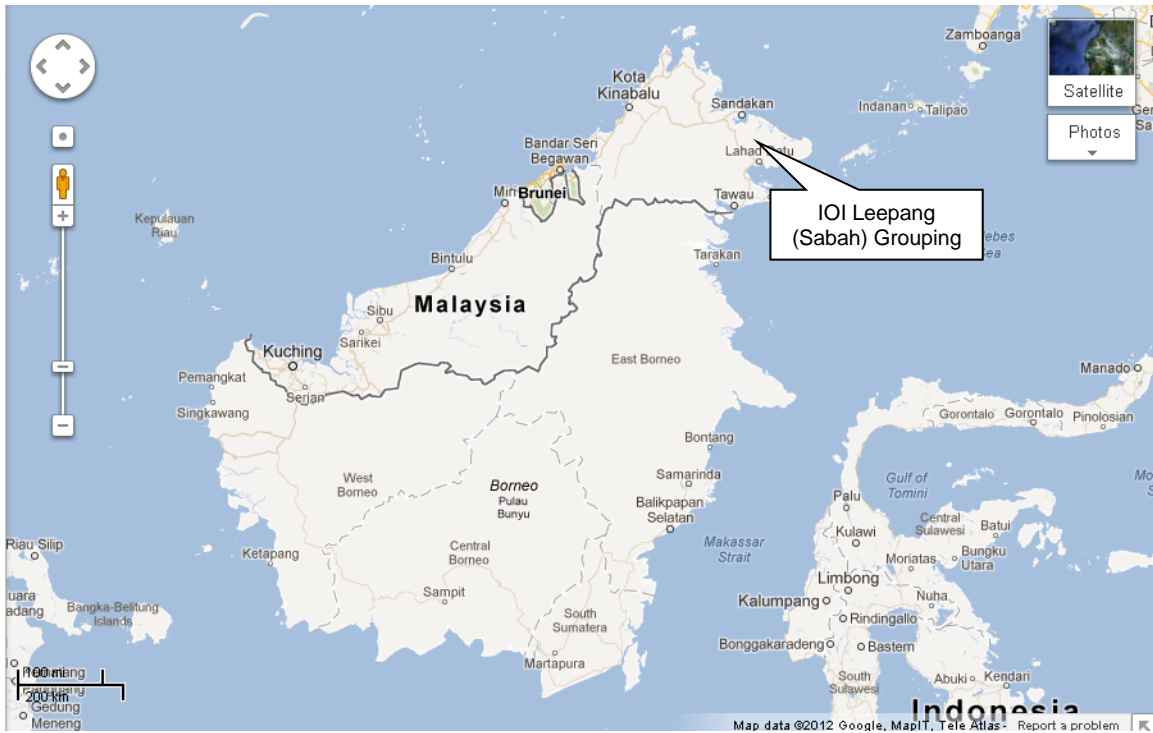 Zamboanga
Satellite
Photos
Indanan
Talipao
Kota
Kinabalu
Sandakan
Bandar Seri
Begawan
Lahad Datu
Brunei
Tawau
IOI Leepang
(Sabah) Grouping
Kepulauan
Riau
Bintulu
Tarakan
Malaysia
Sibu
Sarikei
Kuching
East Borneo
Pemangkat
Serian
Singkawang
Manado
Gorontalo
Gorontalo
Pinolosian
Bontang
West
Borneo
Borneo
Pulau
Bunyu
Samarinda
Balikpapan
Selatan
Gulf of
Tomini
Palu
Central
Sulawesi
Batui
Kulawi
Riau Silip
Ketapang
Central
Borneo
Makassar
Strait
Moriatas
Bungku
Utara
Limbong
Sampit
Nuha
Kalumpang
Bangka-Belitung
Islands
South
Sumatera
Rindingallo
Bonggakaradeng
Bastem
Martapura
South
Sulawesi
Abuki
Kendari
100 mi
200 km
Gedung
Meneng
Indonesia
Map data ©2012 Google, MapIT, Tele Atlas -
Report a problem